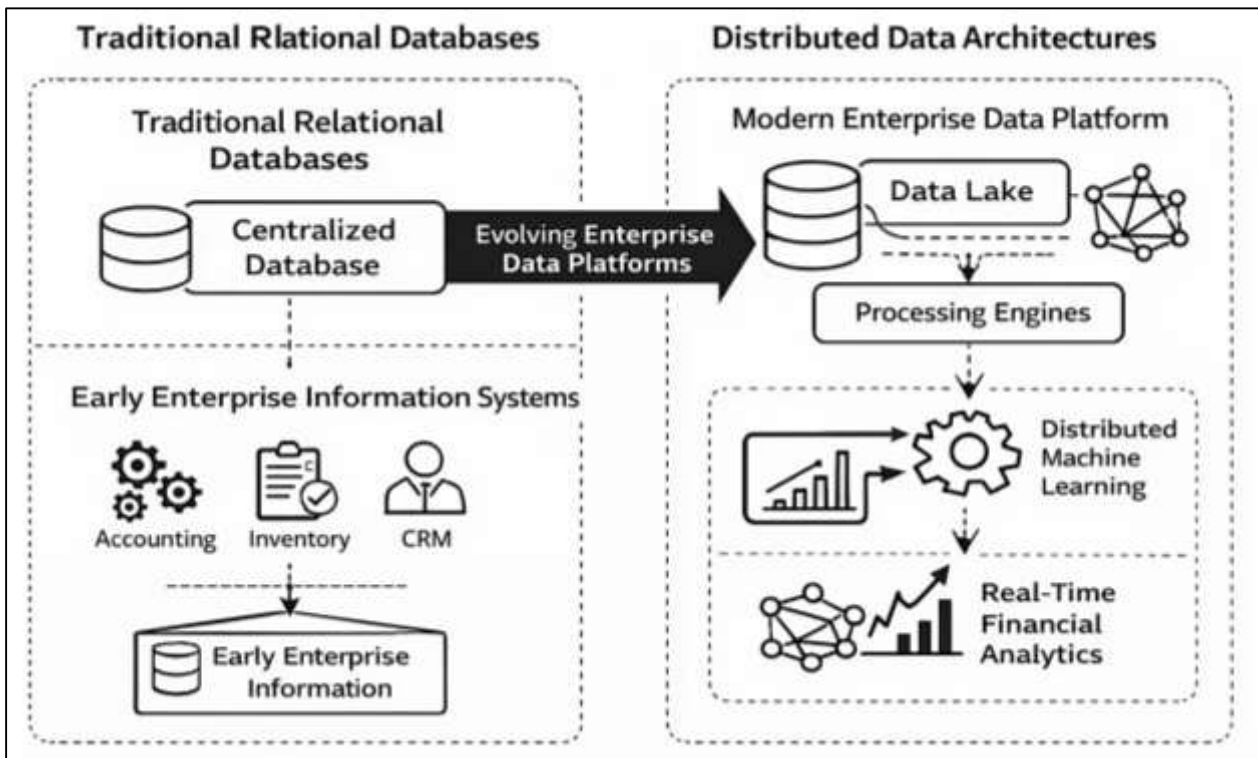 Traditional Rlational Databases
Distributed Data Architectures
Traditional Relational
Databases
Centralized
Database
Evolving Enterprise
Data Platforms
Modern Enterprise Data Platform
Data Lake
Processing Engines
Early Enterprise Information Systems
C
Accounting
Inventory
CRM
Early Enterprise
Information
Distributed
Machine
Learning
Real-Time
Financial
Analytics